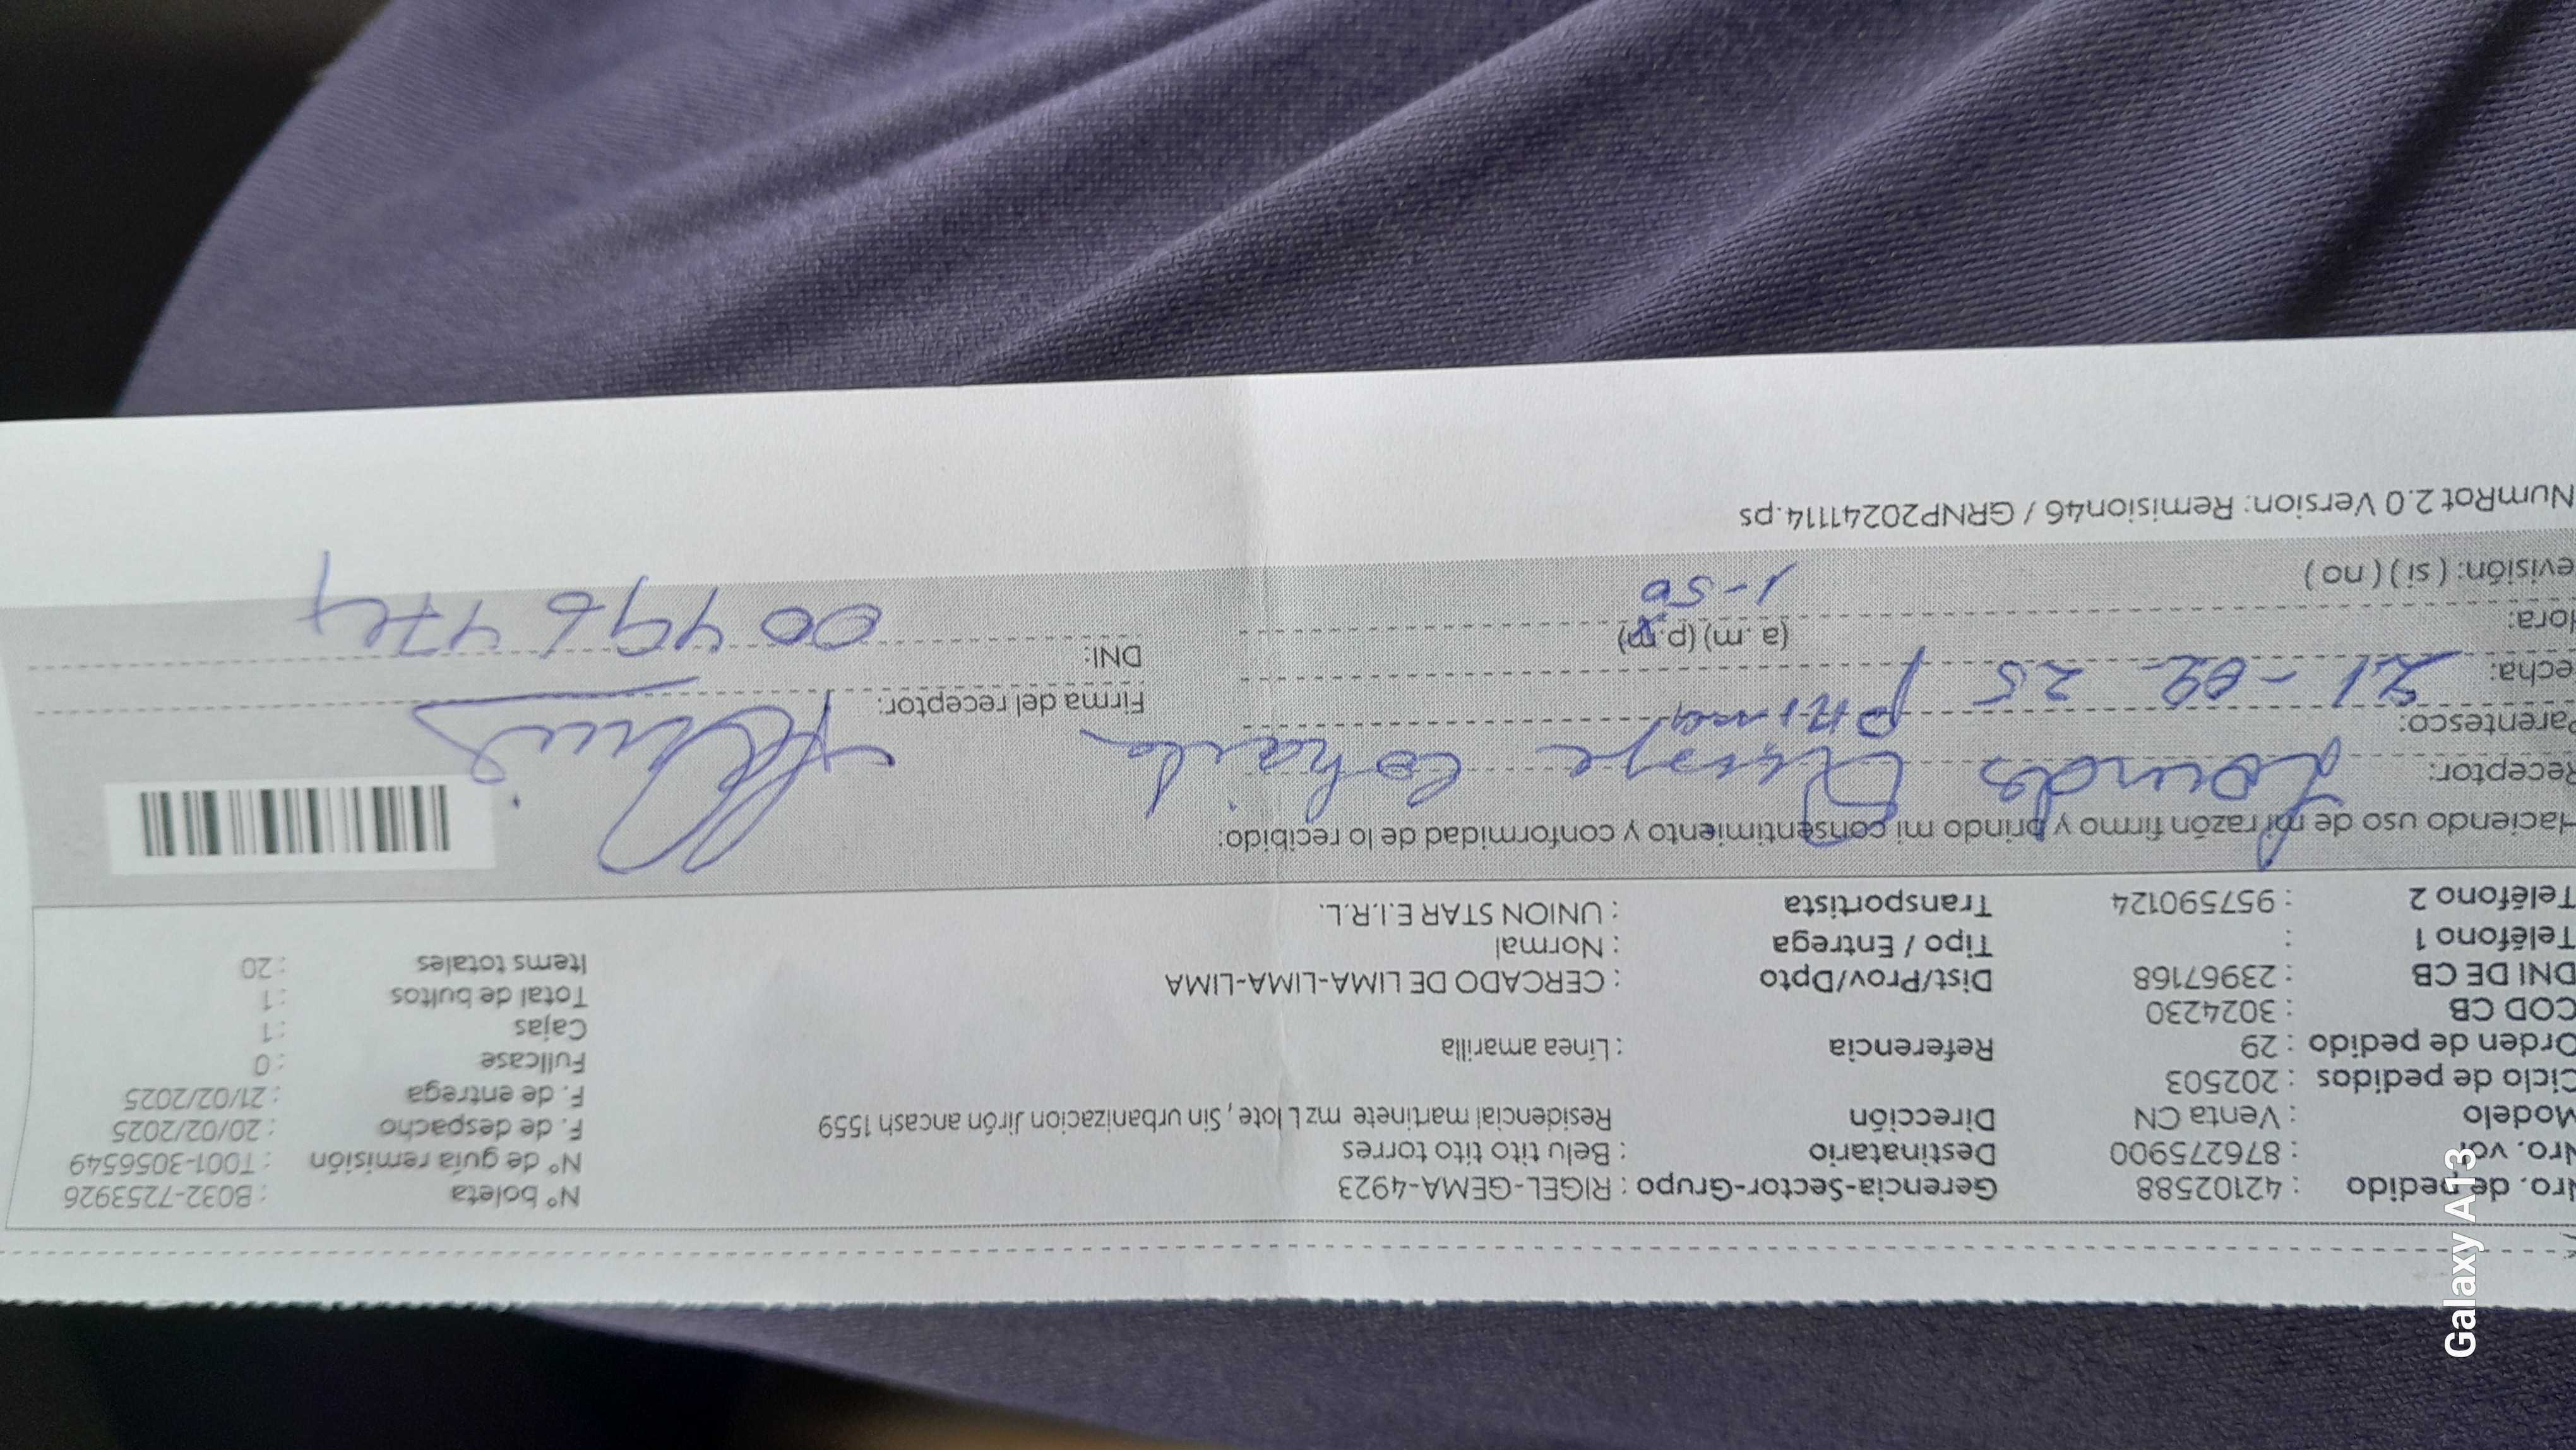 Nro. de pedido : 42102588 Gerencia-Sector-Grupo : RIGEL-GEMA-4923 N° boleta : B032-7253926
Nro. vol. : 876275900 Destinatario : Belu tito tito torres N° de guía remisión : T001-3056549
Modelo : Venta CN Dirección Residencial martinete mz L lote , Sin urbanizacion Jirón ancash 1559 F. de despacho : 20/02/2025
Ciclo de pedidos : 202503 F. de entrega : 21/02/2025
Orden de pedido : 29 Referencia : Línea amarilla Fullcase : 0
COD CB : 3024230 Cajas : 1
DNI DE CB : 23967168 Dist/Prov/Dpto : CERCADO DE LIMA-LIMA-LIMA Total de bultos : 1
Teléfono 1 : Tipo / Entrega : Normal Items totales : 20
Teléfono 2 : 957590124 Transportista : UNION STAR E.I.R.L.
Haciendo uso de mi razón firmo y brindo mi consentimiento y conformidad de lo recibido:
Receptor: Lourdes
Parentesco: prima Firma del receptor:
echa: 21-02 25
Hora: (a. m.) (p.m) 1-50 DNI: 00496474
evisión: ( si ) ( no )
NumRot 2.0 Version: Remision46 / GRNP20241114.ps
Galaxy A13